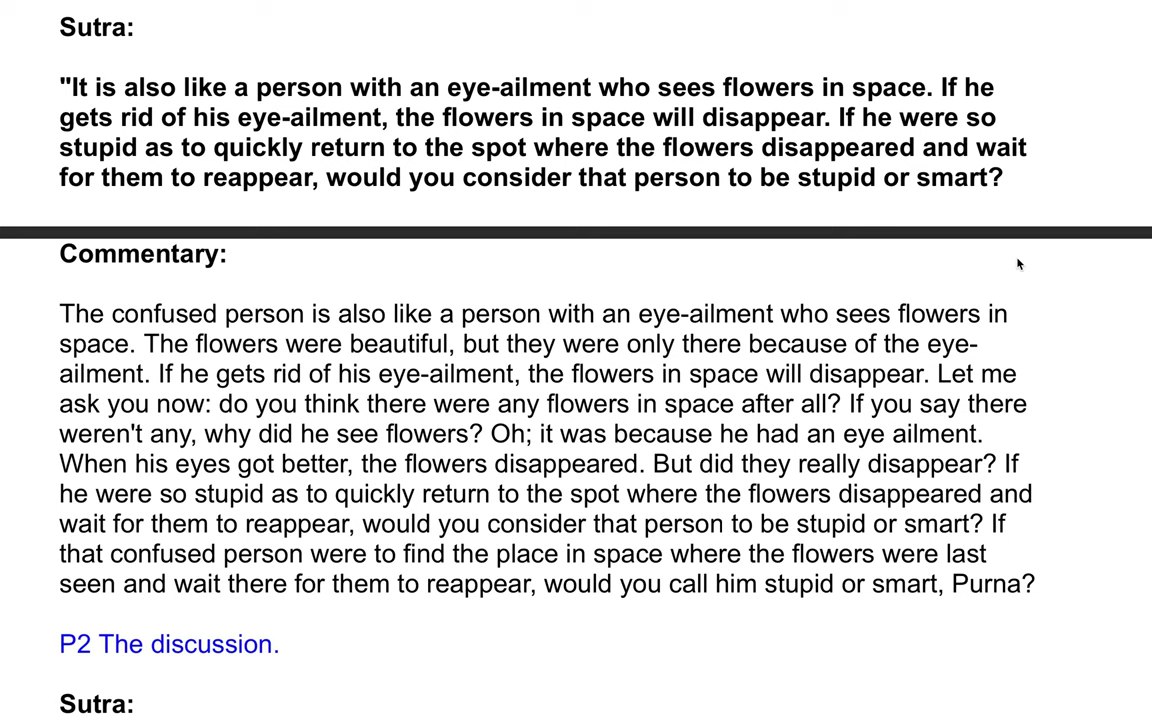 Sutra:
"It is also like a person with an eye-ailment who sees flowers in space. If he
gets rid of his eye-ailment, the flowers in space will disappear. If he were so
stupid as to quickly return to the spot where the flowers disappeared and wait
for them to reappear, would you consider that person to be stupid or smart?
Commentary:
The confused person is also like a person with an eye-ailment who sees flowers in
space. The flowers were beautiful, but they were only there because of the eye-
ailment. If he gets rid of his eye-ailment, the flowers in space will disappear. Let me
ask you now: do you think there were any flowers in space after all? If you say there
weren't any, why did he see flowers? Oh; it was because he had an eye ailment.
When his eyes got better, the flowers disappeared. But did they really disappear? If
he were so stupid as to quickly return to the spot where the flowers disappeared and
wait for them to reappear, would you consider that person to be stupid or smart? If
that confused person were to find the place in space where the flowers were last
seen and wait there for them to reappear, would you call him stupid or smart, Purna?
P2 The discussion.
Sutra: